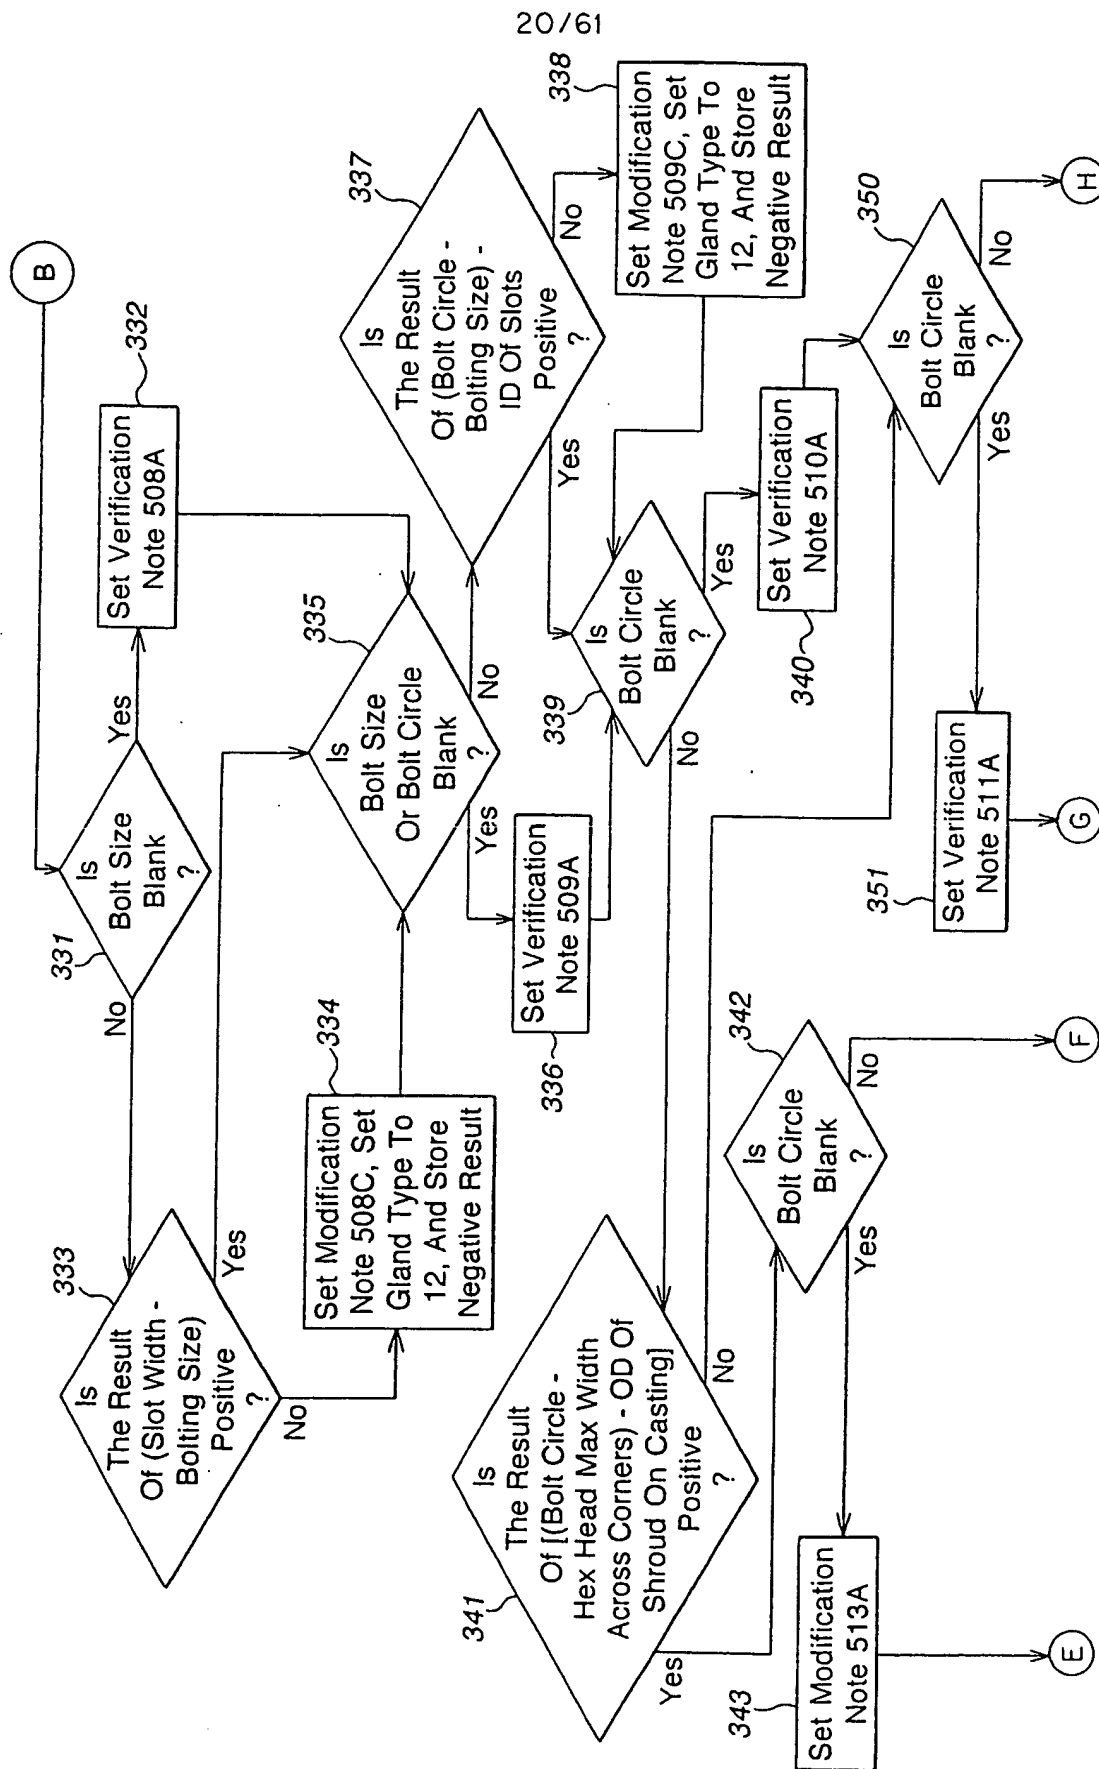 20/61
B
331
Is
Bolt Size
Blank
?
Yes
No
332
Set Verification
Note 508A
333
Is
The Result
Of (Slot Width -
Bolting Size)
Positive
?
Yes
No
334
Set Modification
Note 508C, Set
Gland Type To
12, And Store
Negative Result
335
Is
Bolt Size
Or Bolt Circle
Blank
?
Yes
No
336
Set Verification
Note 509A
337
Is
The Result
Of (Bolt Circle -
Bolting Size) -
ID Of Slots
Positive
?
Yes
No
338
Set Modification
Note 509C, Set
Gland Type To
12, And Store
Negative Result
339
Is
Bolt Circle
Blank
?
Yes
No
340
Set Verification
Note 510A
341
Is
The Result
Of [(Bolt Circle -
Hex Head Max Width
Across Corners) - OD Of
Shroud On Casting]
Positive
?
Yes
No
342
Is
Bolt Circle
Blank
?
Yes
No
343
Set Modification
Note 513A
350
Is
Bolt Circle
Blank
?
Yes
No
351
Set Verification
Note 511A
E
F
G
H